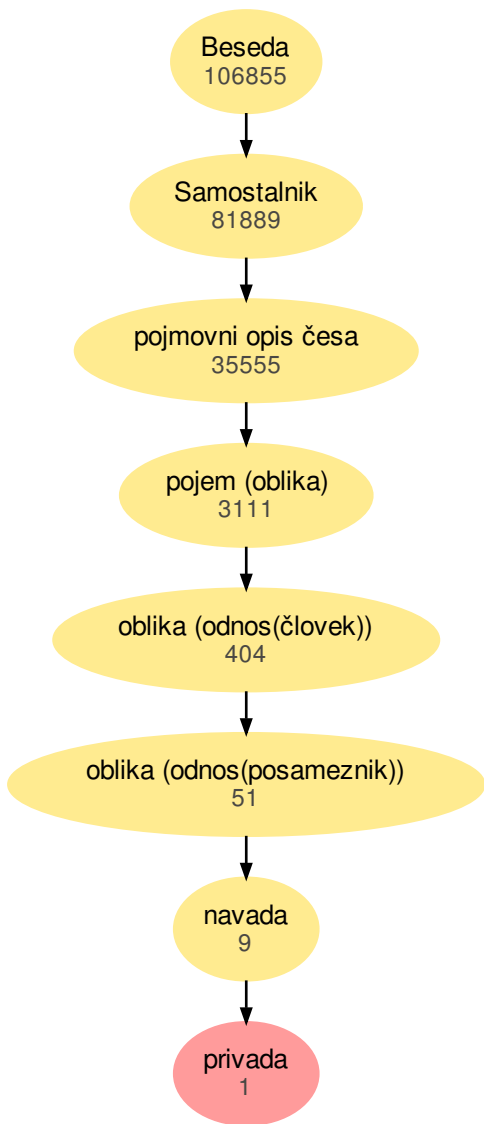 Beseda
106855
Samostalnik
81889
pojmovni opis česa
35555
pojem (oblika)
3111
oblika (odnos(človek))
404
oblika (odnos(posameznik))
51
navada
9
privada
1